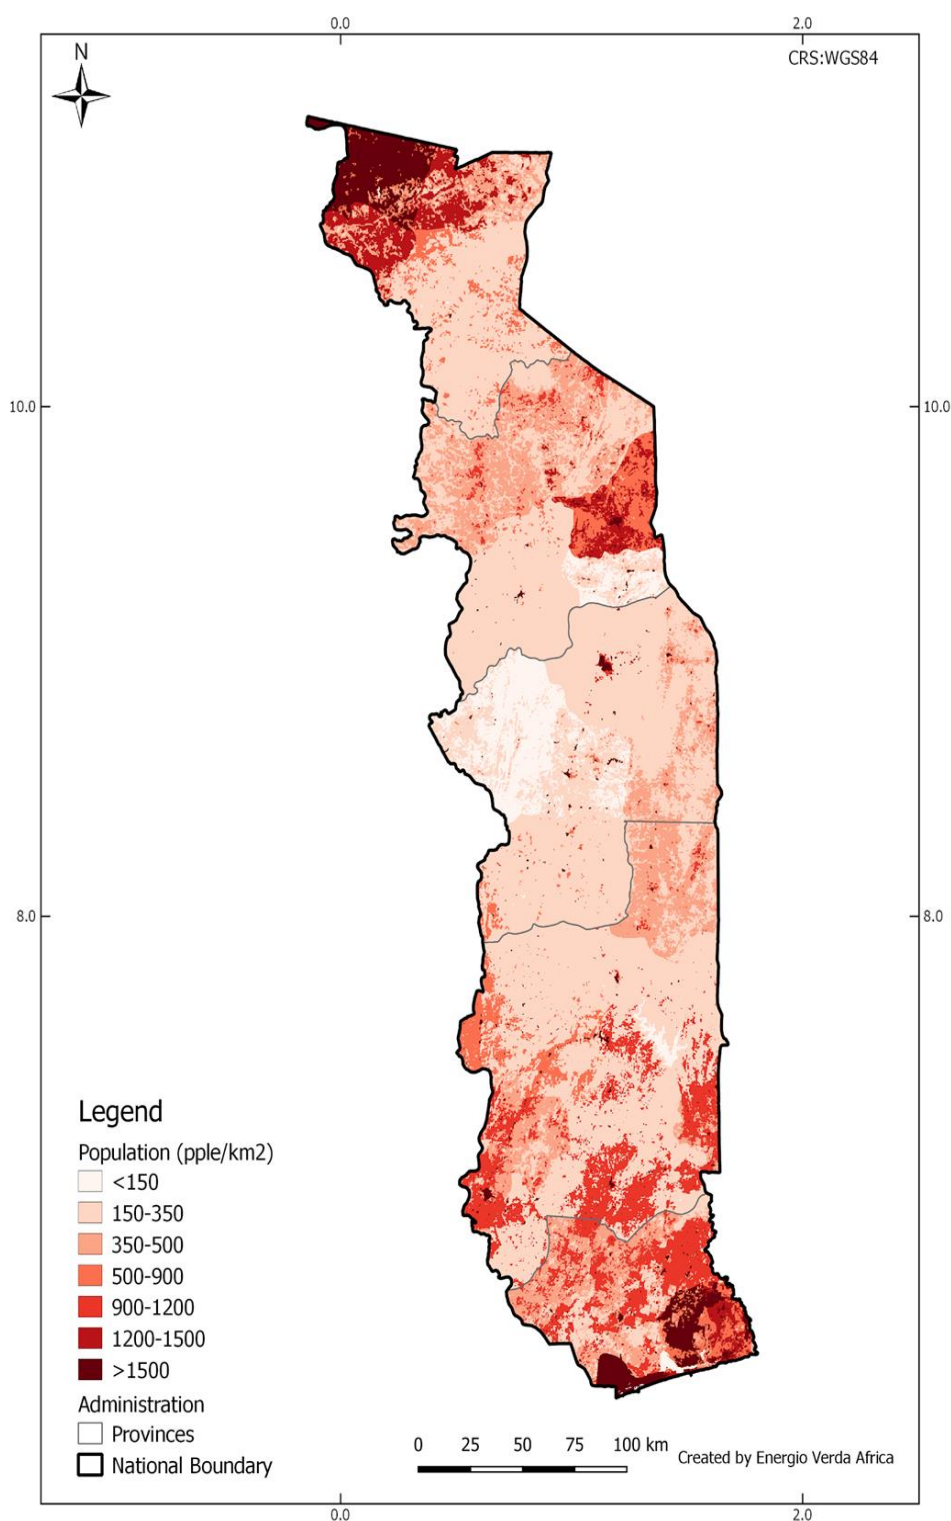 0.0
2.0
N
CRS:WGS84
10.0
10.0
8.0
8.0
Legend
Population (pple/km2)
<150
150-350
350-500
500-900
900-1200
1200-1500
>1500
Administration
Provinces
National Boundary
0 25 50 75 100 km
Created by Energio Verda Africa
0.0
2.0